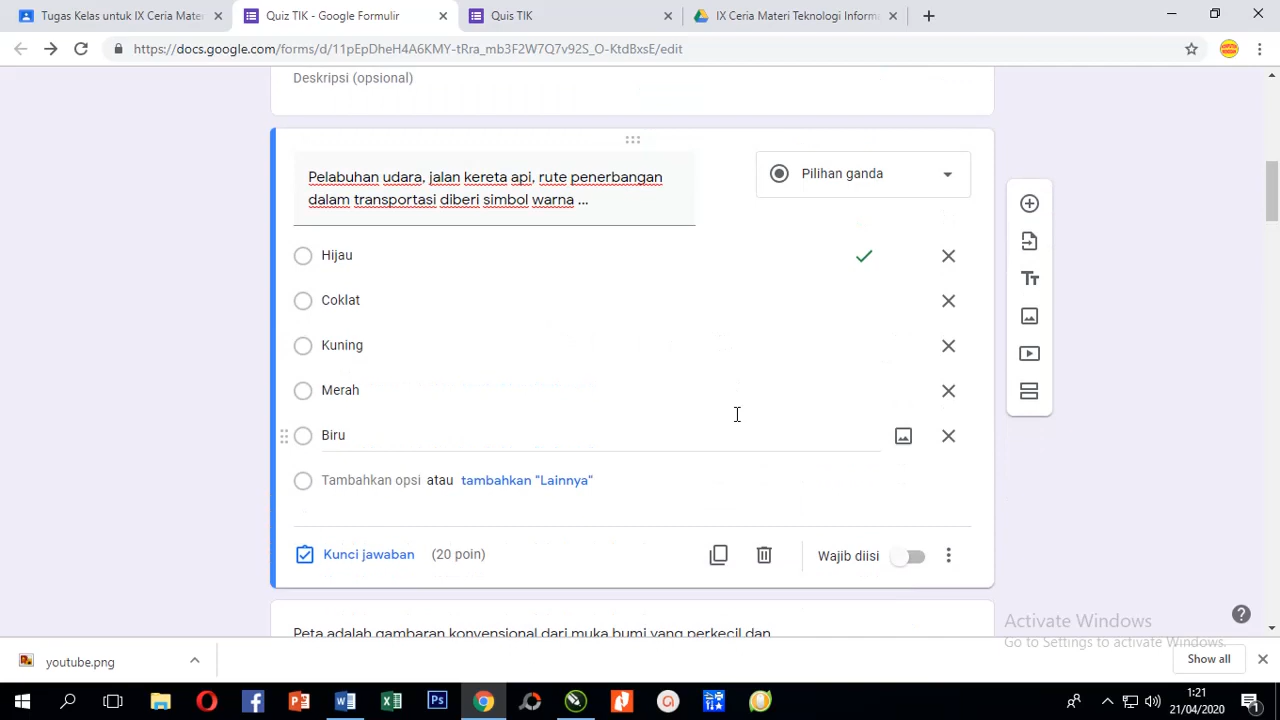 Tugas Kelas untuk IX Ceria Mater
Quiz TIK - Google Formulir
Quis TIK
IX Ceria Materi Teknologi Inform
https://docs.google.com/forms/d/11pEpDheH4A6KMY-tRra_mb3F2W7Q7v92S_O-KtdBxsE/edit
Deskripsi (opsional)
Pelabuhan udara, jalan kereta api, rute penerbangan
dalam transportasi diberi simbol warna ...
Pilihan ganda
Hijau
Coklat
Kuning
Merah
Biru
Tambahkan opsi atau tambahkan "Lainnya"
Kunci jawaban (20 poin)
Wajib diisi
Peta adalah gambaran konvensional dari muka bumi yang perkecil dan
Activate Windows
Go to Settings to activate Windows.
youtube.png
Show all
1:21
21/04/2020